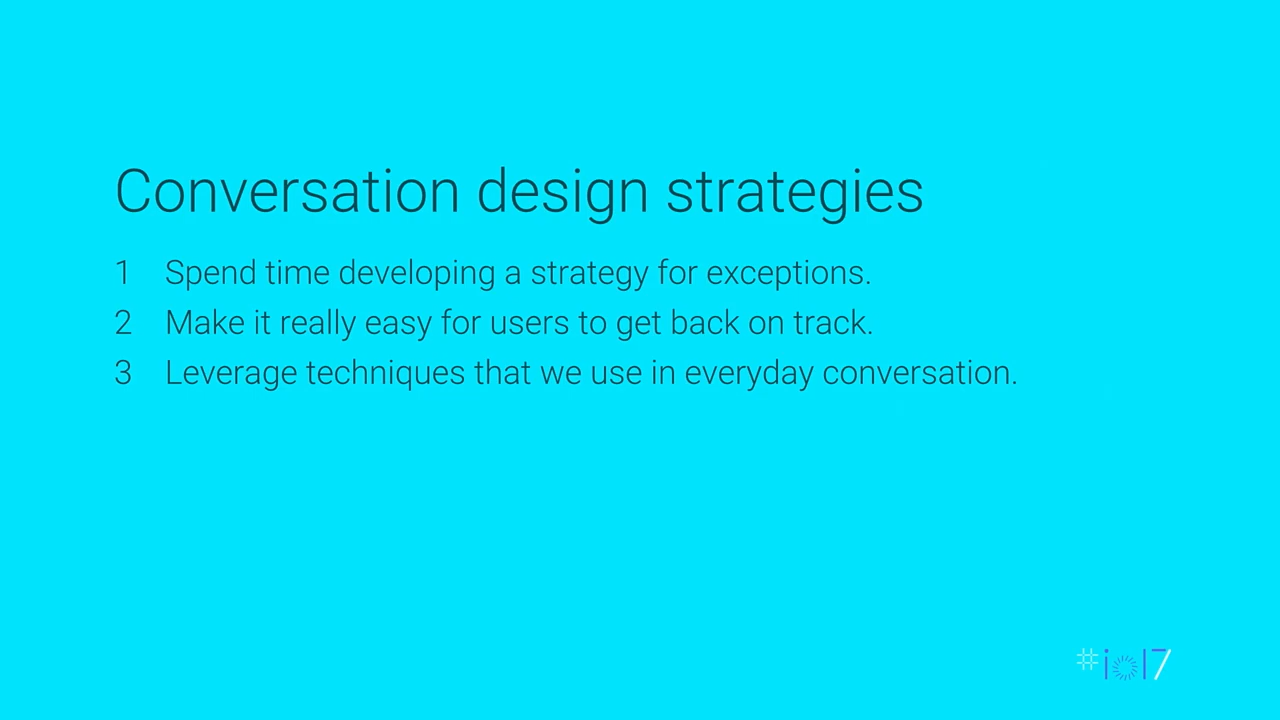 Conversation design strategies
1 Spend time developing a strategy for exceptions.
2 Make it really easy for users to get back on track.
3 Leverage techniques that we use in everyday conversation.
#io17